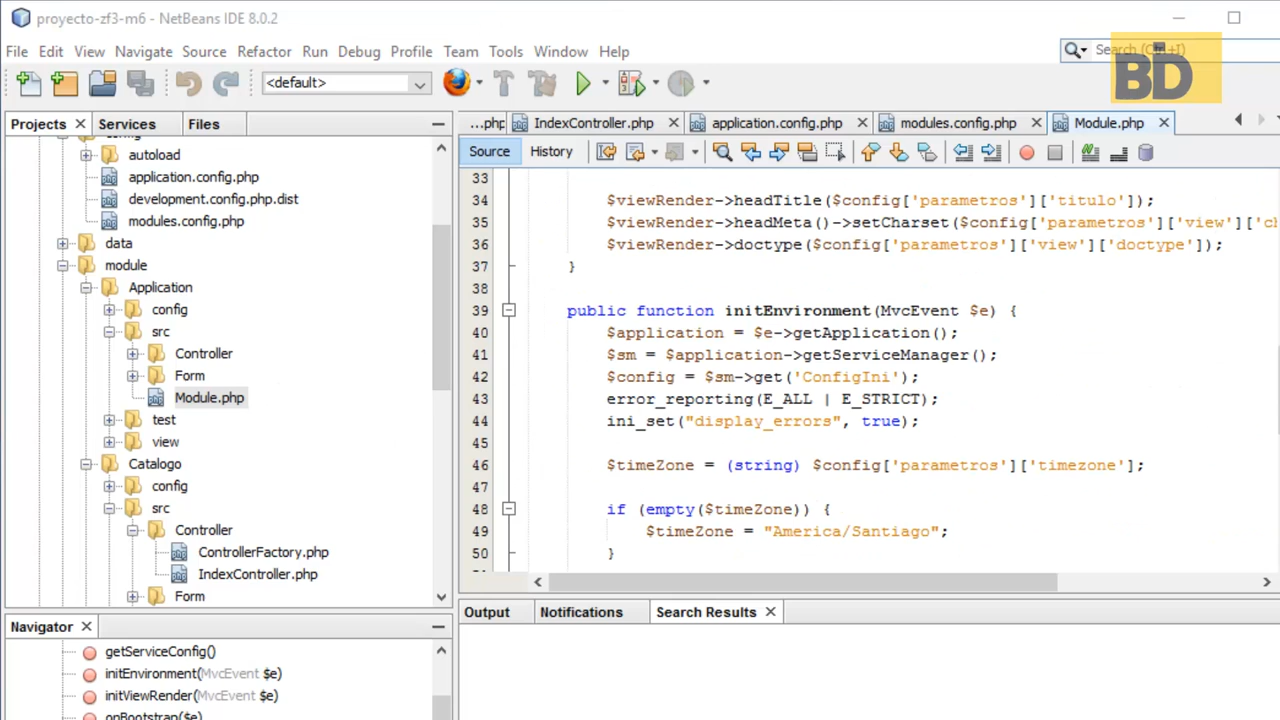 proyecto-zf3-m6 - NetBeans IDE 8.0.2
File Edit View Navigate Source Refactor Run Debug Profile Team Tools Window Help
Search (Ctrl+I)
BD
<default>
Projects Services Files
autoload
application.config.php
development.config.php.dist
modules.config.php
data
module
Application
config
src
Controller
Form
Module.php
test
view
Catalogo
config
src
Controller
ControllerFactory.php
IndexController.php
Form
...php IndexController.php application.config.php modules.config.php Module.php
Source History
33
34 $viewRender->headTitle($config['parametros']['titulo']);
35 $viewRender->headMeta()->setCharset($config['parametros']['view']['ch
36 $viewRender->doctype($config['parametros']['view']['doctype']);
37 }
38
39 public function initEnvironment(MvcEvent $e) {
40 $application = $e->getApplication();
41 $sm = $application->getServiceManager();
42 $config = $sm->get('ConfigIni');
43 error_reporting(E_ALL | E_STRICT);
44 ini_set("display_errors", true);
45
46 $timeZone = (string) $config['parametros']['timezone'];
47
48 if (empty($timeZone)) {
49 $timeZone = "America/Santiago";
50 }
Navigator
getServiceConfig()
initEnvironment(MvcEvent $e)
initViewRender(MvcEvent $e)
onBootstrap($e)
Output Notifications Search Results